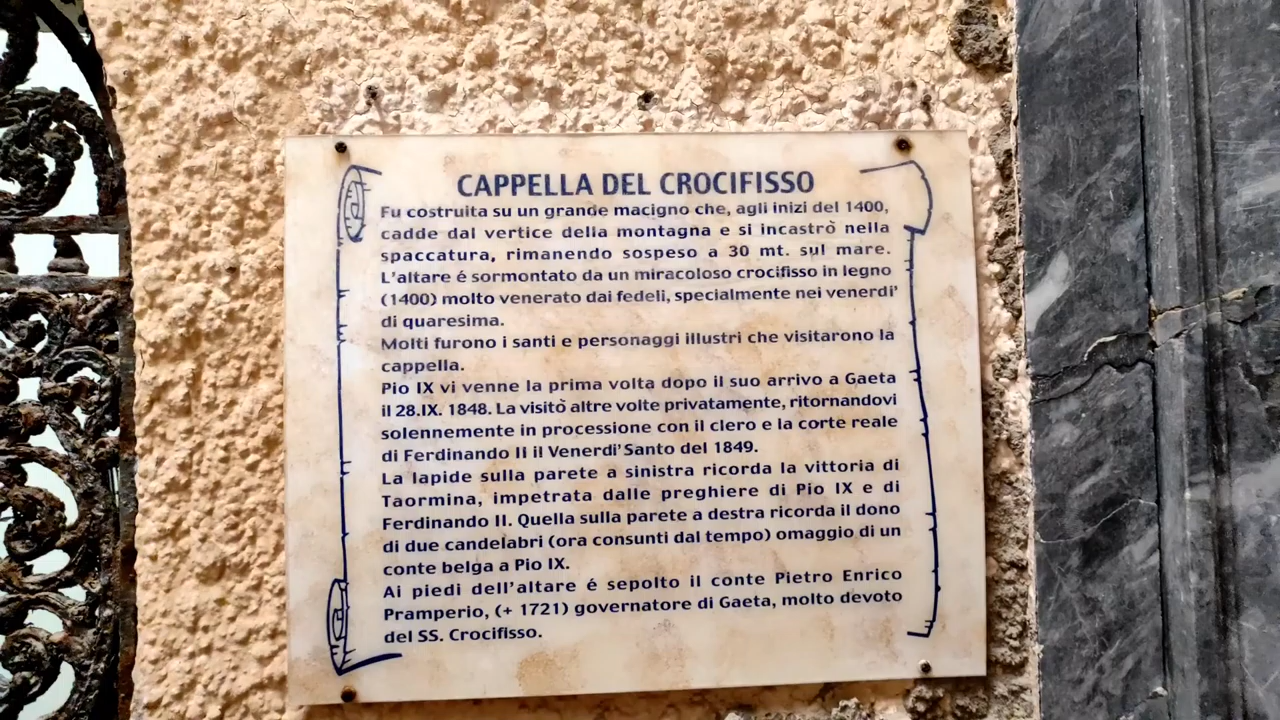 CAPPELLA DEL CROCIFISSO
Fu costruita su un grande macigno che, agli inizi del 1400,
cadde dal vertice della montagna e si incastrò nella
spaccatura, rimanendo sospeso a 30 mt. sul mare.
L'altare é sormontato da un miracoloso crocifisso in legno
(1400) molto venerato dai fedeli, specialmente nei venerdi'
di quaresima.
Molti furono i santi e personaggi illustri che visitarono la
cappella.
Pio IX vi venne la prima volta dopo il suo arrivo a Gaeta
il 28.IX. 1848. La visitò altre volte privatamente, ritornandovi
solennemente in processione con il clero e la corte reale
di Ferdinando II il Venerdi' Santo del 1849.
La lapide sulla parete a sinistra ricorda la vittoria di
Taormina, impetrata dalle preghiere di Pio IX e di
Ferdinando II. Quella sulla parete a destra ricorda il dono
di due candelabri (ora consunti dal tempo) omaggio di un
conte belga a Pio IX.
Ai piedi dell'altare é sepolto il conte Pietro Enrico
Pramperio, (+ 1721) governatore di Gaeta, molto devoto
del SS. Crocifisso.